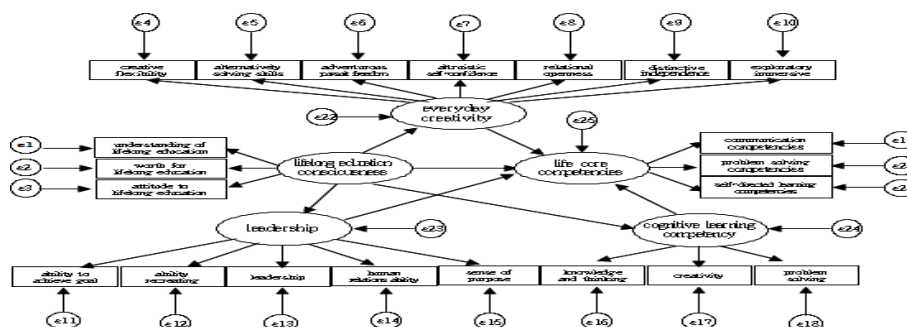 e4 e5 e6 e7 e8 e9 e10
creative flexibility
alternatively solving skills
adventurous pursuit freedom
altruistic self-confidence
relational openness
distinctive independence
exploratory immersive
e22
everyday creativity
e25
e1
understanding of lifelong education
e2
worth for lifelong education
e3
attitude to lifelong education
lifelong education consciousness
life core competencies
communication competencies
problem solving competencies
self-directed learning competencies
leadership
e23
cognitive learning competency
e24
ability to achieve goal
ability recreating
leadership
human relations ability
sense of purpose
knowledge and thinking
creativity
problem solving
e11 e12 e13 e14 e15 e16 e17 e18